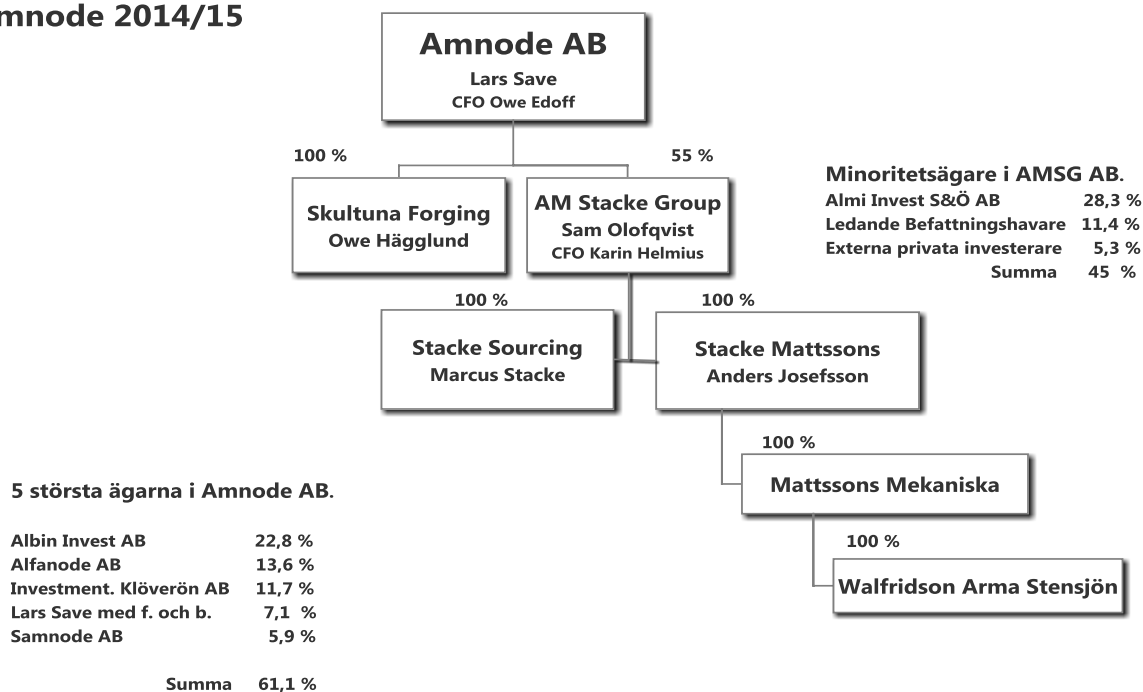 mnode 2014/15
Amnode AB
Lars Save
CFO Owe Edoff
100 %
55 %
Skultuna Forging
Owe Hägglund
AM Stacke Group
Sam Olofqvist
CFO Karin Helmius
Minoritetsägare i AMSG AB.
Almi Invest S&Ö AB 28,3 %
Ledande Befattningshavare 11,4 %
Externa privata investerare 5,3 %
Summa 45 %
100 %
100 %
Stacke Sourcing
Marcus Stacke
Stacke Mattssons
Anders Josefsson
100 %
Mattssons Mekaniska
100 %
Walfridson Arma Stensjön
5 största ägarna i Amnode AB.
Albin Invest AB 22,8 %
Alfanode AB 13,6 %
Investment. Klöverön AB 11,7 %
Lars Save med f. och b. 7,1 %
Samnode AB 5,9 %
Summa 61,1 %